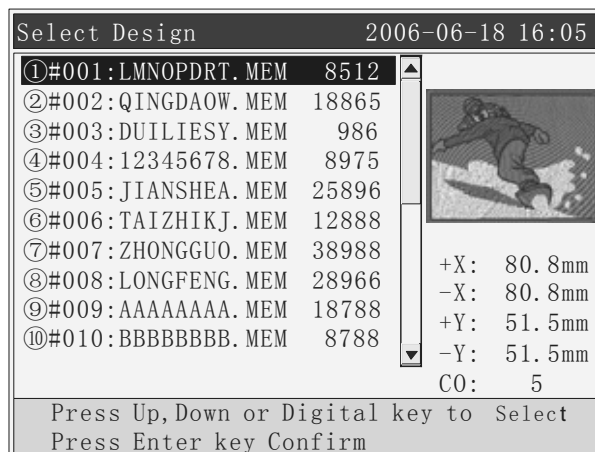 Select Design 2006-06-18 16:05
①#001:LMNOPDRT.MEM 8512
②#002:QINGDAOW.MEM 18865
③#003:DUILIESY.MEM 986
④#004:12345678.MEM 8975
⑤#005:JIANSHEA.MEM 25896
⑥#006:TAIZHIKJ.MEM 12888
⑦#007:ZHONGGUO.MEM 38988
⑧#008:LONGFENG.MEM 28966
⑨#009:AAAAAAAA.MEM 18788
⑩#010:BBBBBBBB.MEM 8788
+X: 80.8mm
-X: 80.8mm
+Y: 51.5mm
-Y: 51.5mm
CO: 5
Press Up,Down or Digital key to Select
Press Enter key Confirm